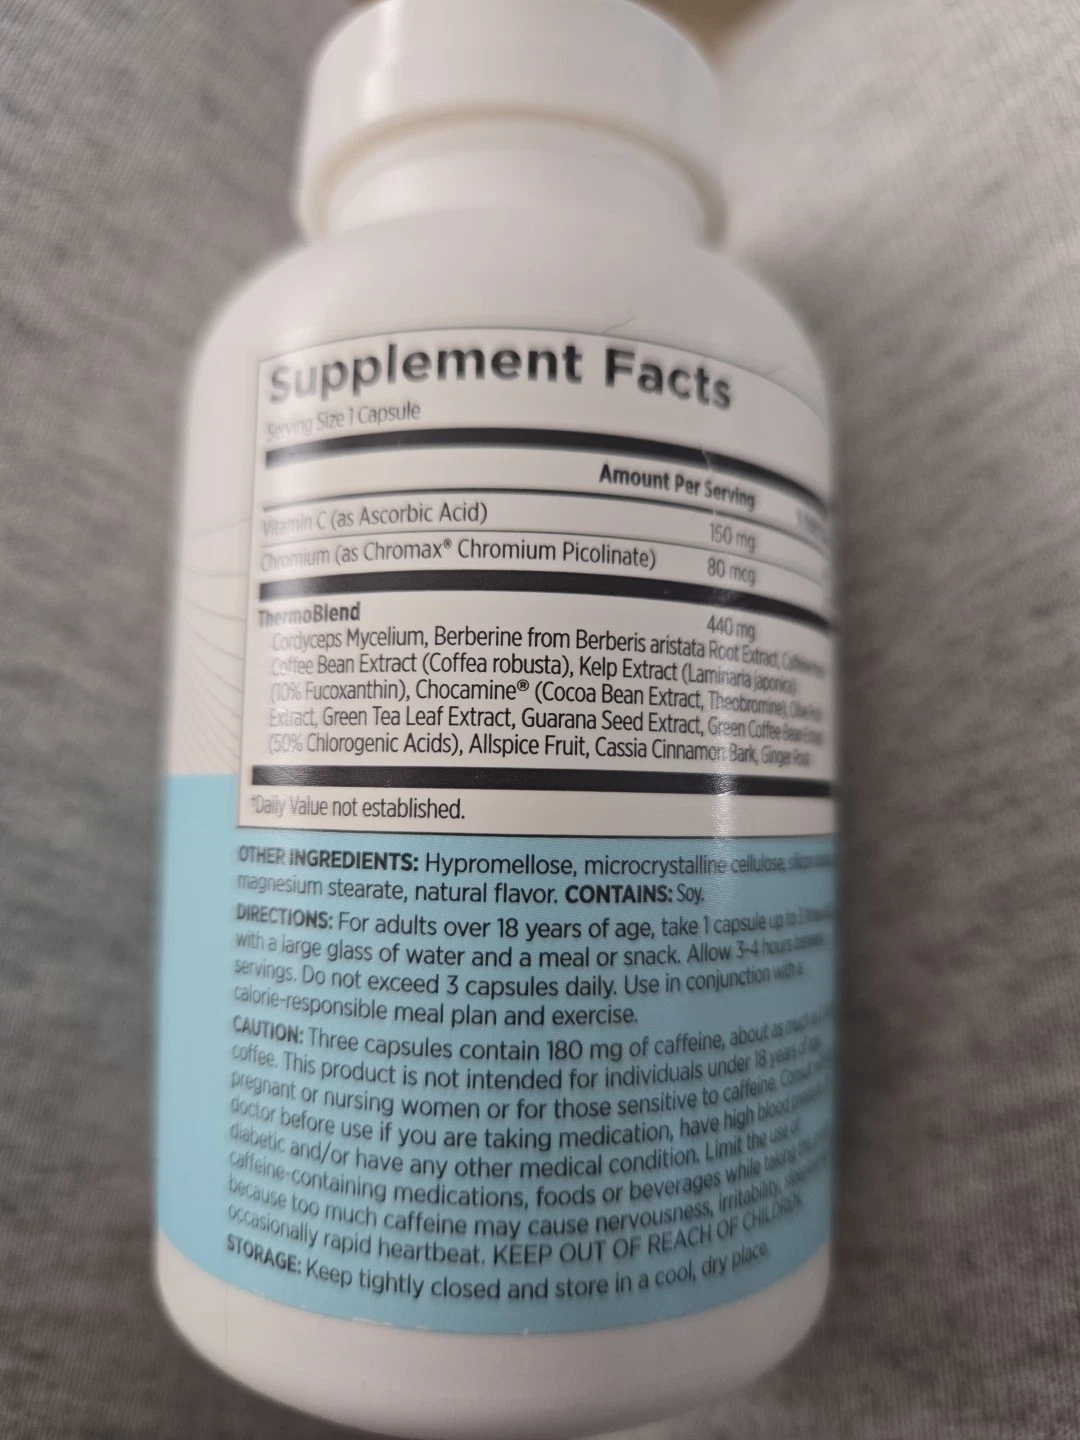 Supplement Facts
Serving Size 1 Capsule
Amount Per Serving
Vitamin C (as Ascorbic Acid) 150 mg
Chromium (as Chromax® Chromium Picolinate) 80 mcg
ThermoBlend 440 mg
Cordyceps Mycelium, Berberine from Berberis aristata Root Extract,
Coffee Bean Extract (Coffea robusta), Kelp Extract (Laminaria japonica)
(10% Fucoxanthin), Chocamine® (Cocoa Bean Extract, Theobromine),
Extract, Green Tea Leaf Extract, Guarana Seed Extract, Green Coffee Bean Extract
(50% Chlorogenic Acids), Allspice Fruit, Cassia Cinnamon Bark, Ginger Root
*Daily Value not established.
OTHER INGREDIENTS: Hypromellose, microcrystalline cellulose,
magnesium stearate, natural flavor. CONTAINS: Soy.
DIRECTIONS: For adults over 18 years of age, take 1 capsule up to 3
with a large glass of water and a meal or snack. Allow 3-4 hours between
servings. Do not exceed 3 capsules daily. Use in conjunction with a
calorie-responsible meal plan and exercise.
CAUTION: Three capsules contain 180 mg of caffeine, about as much as
coffee. This product is not intended for individuals under 18 years of age,
pregnant or nursing women or for those sensitive to caffeine. Consult
doctor before use if you are taking medication, have high blood pressure,
diabetic and/or have any other medical condition. Limit the use of
caffeine-containing medications, foods or beverages while taking
because too much caffeine may cause nervousness, irritability,
occasionally rapid heartbeat. KEEP OUT OF REACH OF CHILDREN.
STORAGE: Keep tightly closed and store in a cool, dry place.